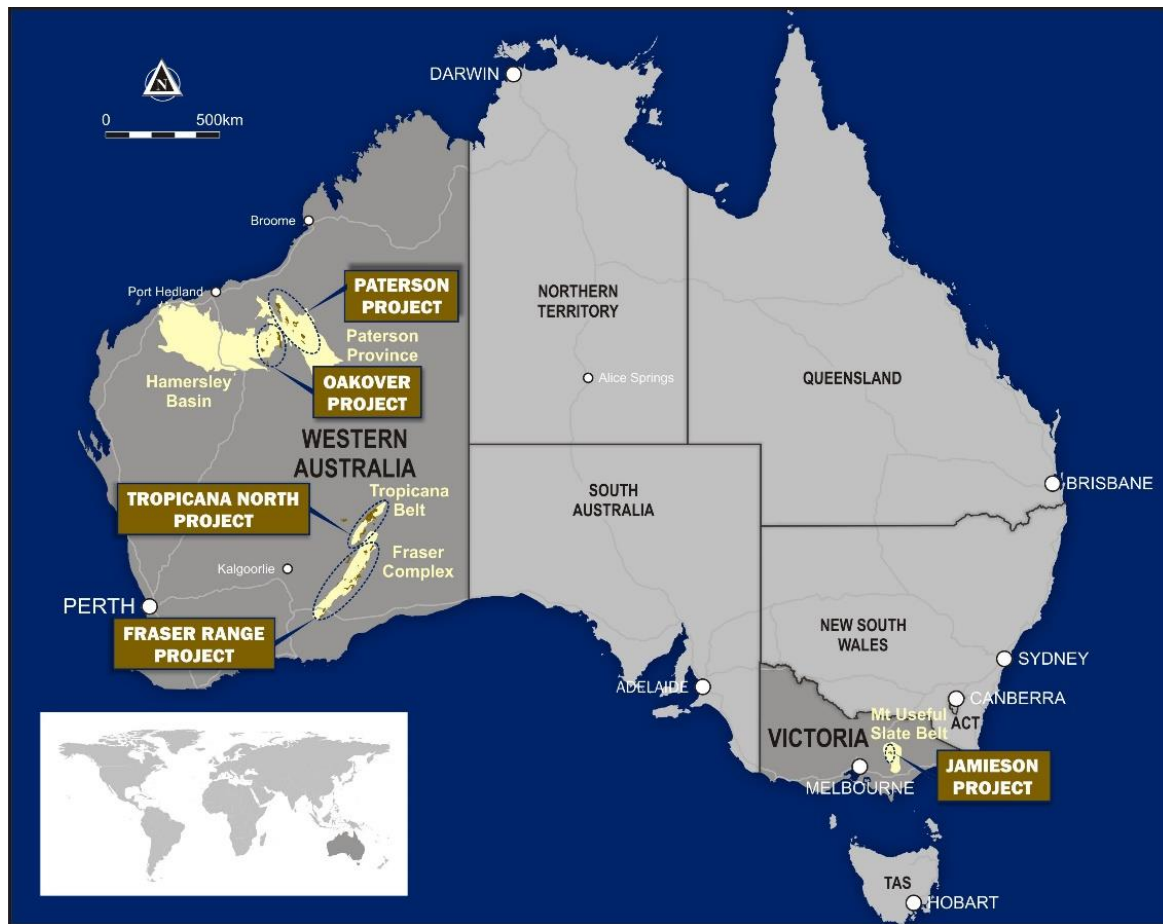 DARWIN
N
0 500km
Broome
Port Hedland
PATERSON
PROJECT
NORTHERN
TERRITORY
Paterson
Province
Alice Springs
QUEENSLAND
Hamersley
Basin
OAKOVER
PROJECT
WESTERN
AUSTRALIA
TROPICANA NORTH
PROJECT
Tropicana
Belt
SOUTH
AUSTRALIA
BRISBANE
Kalgoorlie
Fraser
Complex
PERTH
FRASER RANGE
PROJECT
NEW SOUTH
WALES
SYDNEY
ADELAIDE
CANBERRA
ACT
Mt Useful
Slate Belt
VICTORIA
MELBOURNE
JAMIESON
PROJECT
TAS
HOBART